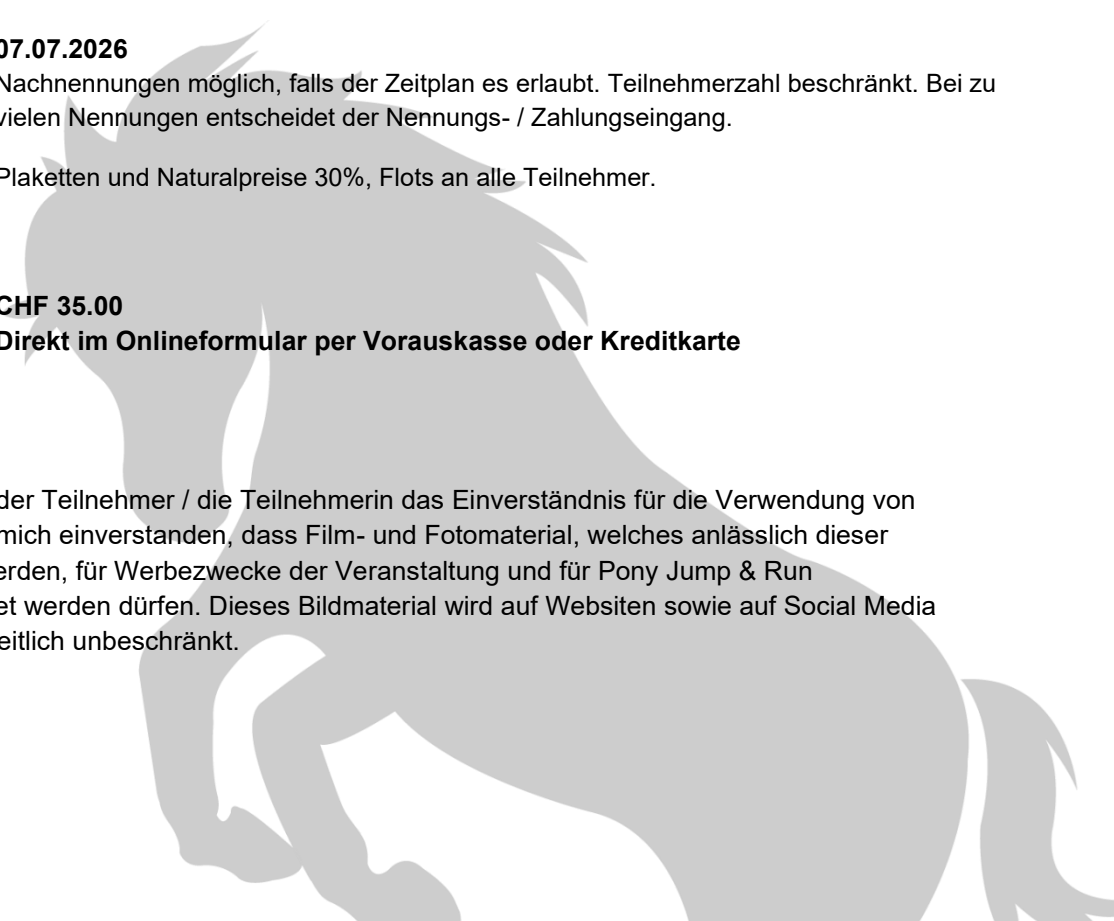 07.07.2026
Nachnennungen möglich, falls der Zeitplan es erlaubt. Teilnehmerzahl beschränkt. Bei zu
vielen Nennungen entscheidet der Nennungs- / Zahlungseingang.
Plaketten und Naturalpreise 30%, Flots an alle Teilnehmer.
CHF 35.00
Direkt im Onlineformular per Vorauskasse oder Kreditkarte
der Teilnehmer / die Teilnehmerin das Einverständnis für die Verwendung von
mich einverstanden, dass Film- und Fotomaterial, welches anlässlich dieser
erden, für Werbezwecke der Veranstaltung und für Pony Jump & Run
et werden dürfen. Dieses Bildmaterial wird auf Websiten sowie auf Social Media
eitlich unbeschränkt.